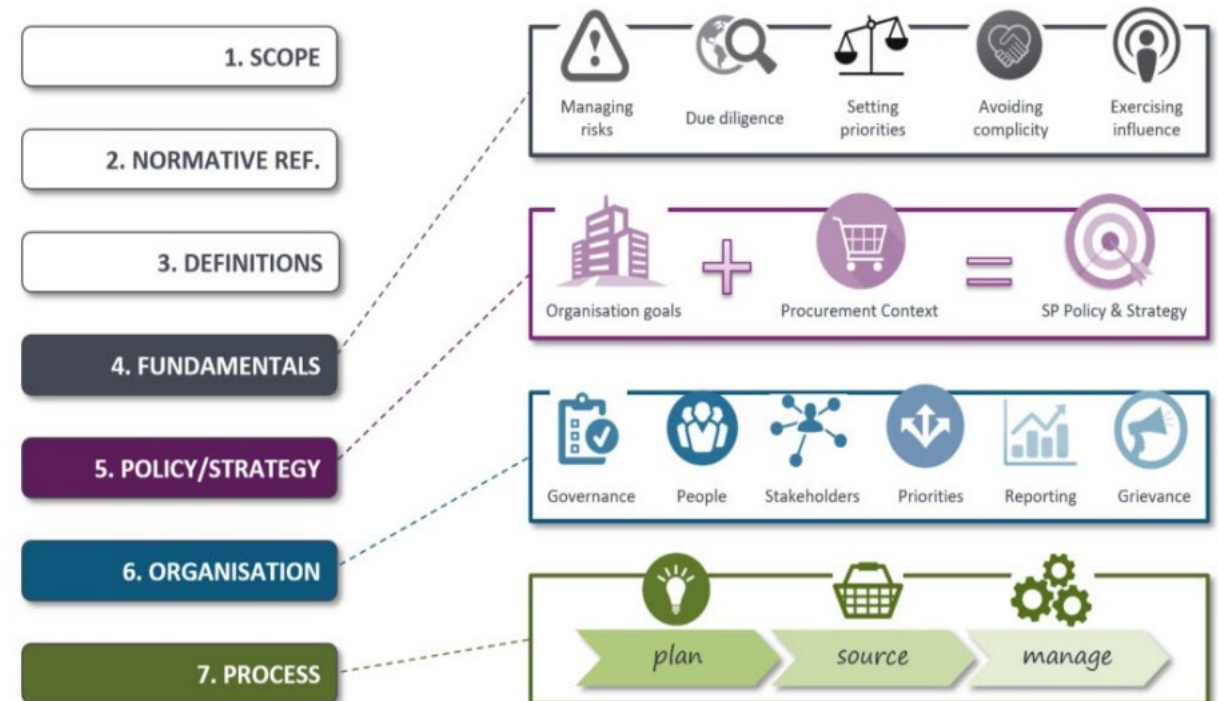 1. SCOPE
2. NORMATIVE REF.
3. DEFINITIONS
4. FUNDAMENTALS
5. POLICY/STRATEGY
6. ORGANISATION
7. PROCESS
Managing
risks
Due diligence
Setting
priorities
Avoiding
complicity
Exercising
influence
Organisation goals
Procurement Context
SP Policy & Strategy
Governance
People
Stakeholders
Priorities
Reporting
Grievance
plan
source
manage